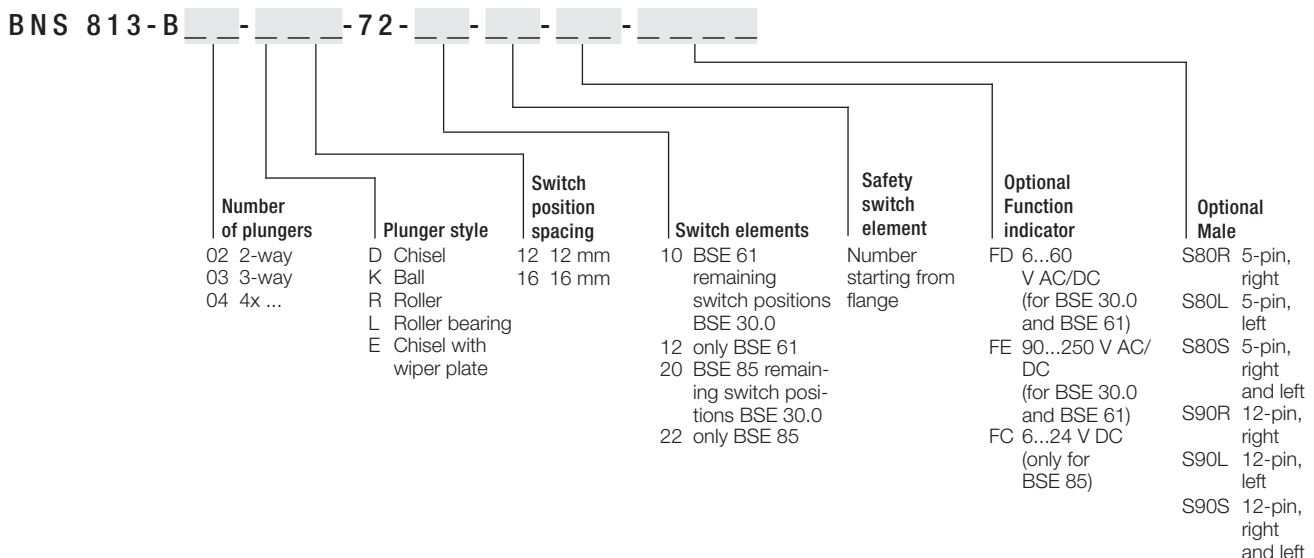 BNS 813-B_ _-_ _ _-72-_ _-_ _-_ _-_ _ _ _
Number
of plungers
02 2-way
03 3-way
04 4x ...
Plunger style
D Chisel
K Ball
R Roller
L Roller bearing
E Chisel with
wiper plate
Switch
position
spacing
12 12 mm
16 16 mm
Switch elements
10 BSE 61
remaining
switch positions
BSE 30.0
12 only BSE 61
20 BSE 85 remain-
ing switch posi-
tions BSE 30.0
22 only BSE 85
Safety
switch
element
Number
starting from
flange
Optional
Function
indicator
FD 6...60
V AC/DC
(for BSE 30.0
and BSE 61)
FE 90...250 V AC/
DC
(for BSE 30.0
and BSE 61)
FC 6...24 V DC
(only for
BSE 85)
Optional
Male
S80R 5-pin,
right
S80L 5-pin,
left
S80S 5-pin,
right
and left
S90R 12-pin,
right
S90L 12-pin,
left
S90S 12-pin,
right
and left